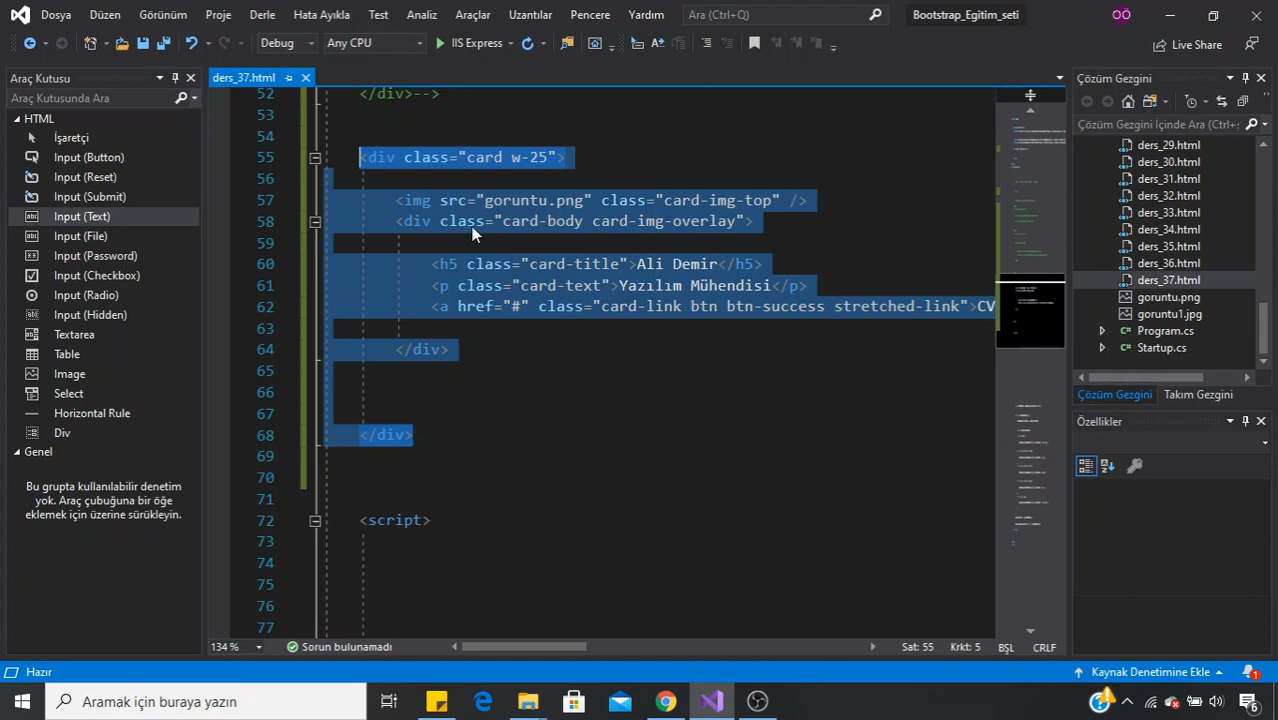 Dosya Düzen Görünüm Proje Derle Hata Ayıkla Test Analiz Araçlar Uzantılar Pencere Yardım Ara (Ctrl+Q) Bootstrap_Egitim_seti OÖ
Debug Any CPU IIS Express Live Share
Araç Kutusu
Araç Kutusunda Ara
HTML
İşaretçi
Input (Button)
Input (Reset)
Input (Submit)
Input (Text)
Input (File)
Input (Password)
Input (Checkbox)
Input (Radio)
Input (Hidden)
Textarea
Table
Image
Select
Horizontal Rule
Div
Genel
Bu grupta kullanılabilir denetim
yok. Araç çubuğuna bir öğe
eklemek için üzerine sürükleyin.
ders_37.html
52 </div>-->
53
54
55 <div class="card w-25">
56
57 <img src="goruntu.png" class="card-img-top" />
58 <div class="card-body card-img-overlay">
59
60 <h5 class="card-title">Ali Demir</h5>
61 <p class="card-text">Yazılım Mühendisi</p>
62 <a href="#" class="card-link btn btn-success stretched-link">CV
63
64 </div>
65
66
67
68 </div>
69
70
71
72 <script>
73
74
75
76
77
134 % Sorun bulunamadı Sat: 55 Krkt: 5 BŞL CRLF
Çözüm Gezgini
Çözüm Gezgini İçinde Ara (Ctrl+ş
ders_29.html
ders_30.html
ders_31.html
ders_32.html
ders_33.html
ders_34.html
ders_35.html
ders_36.html
ders_37.html
goruntu.png
goruntu1.jpg
Program.cs
Startup.cs
Çözüm Gezgini Takım Gezgini
Özellikler
Hazır Kaynak Denetimine Ekle 1
Aramak için buraya yazın 6